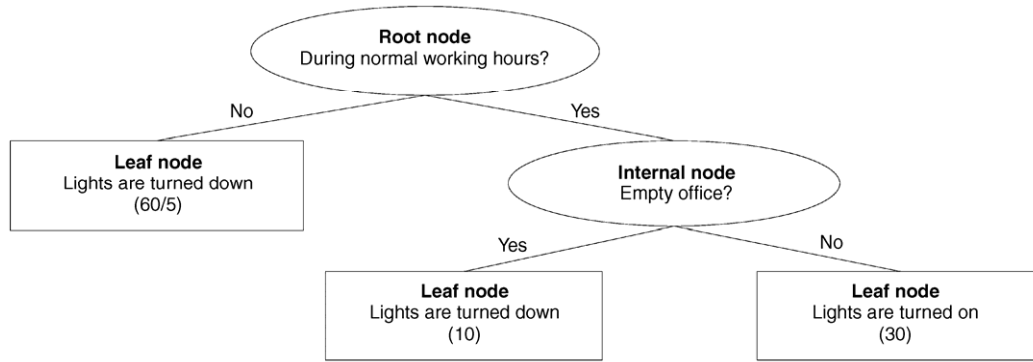 Root node
During normal working hours?
No
Yes
Leaf node
Lights are turned down
(60/5)
Internal node
Empty office?
Yes
No
Leaf node
Lights are turned down
(10)
Leaf node
Lights are turned on
(30)